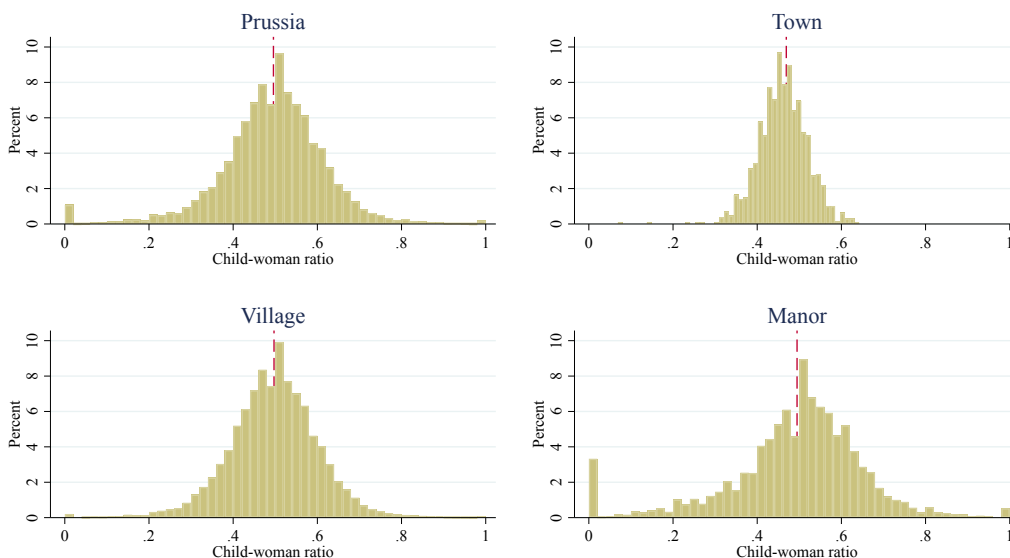 Prussia
Percent
10
8
6
4
2
0
0 .2 .4 .6 .8 1
Child-woman ratio
Town
Percent
10
8
6
4
2
0
0 .2 .4 .6 .8 1
Child-woman ratio
Village
Percent
10
8
6
4
2
0
0 .2 .4 .6 .8 1
Child-woman ratio
Manor
Percent
10
8
6
4
2
0
0 .2 .4 .6 .8 1
Child-woman ratio